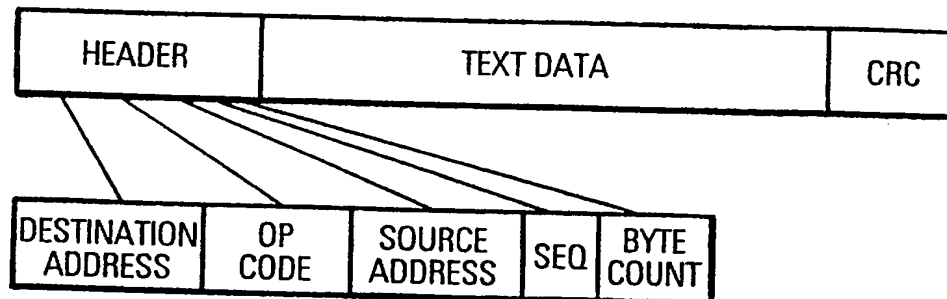 HEADER TEXT DATA CRC
DESTINATION ADDRESS
OP CODE
SOURCE ADDRESS
SEQ
BYTE COUNT